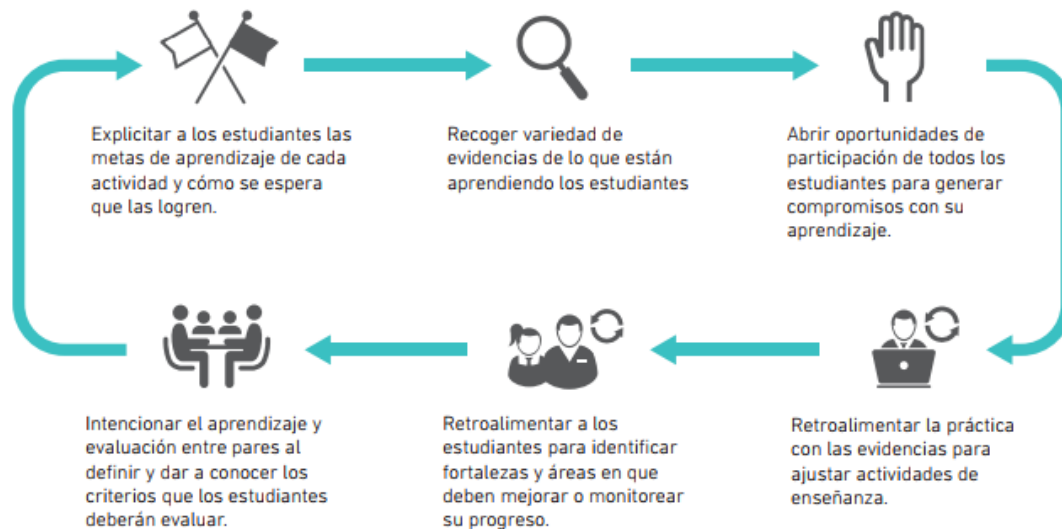 Explicitar a los estudiantes las
metas de aprendizaje de cada
actividad y cómo se espera
que las logren.
Recoger variedad de
evidencias de lo que están
aprendiendo los estudiantes
Abrir oportunidades de
participación de todos los
estudiantes para generar
compromisos con su
aprendizaje.
Intencionar el aprendizaje y
evaluación entre pares al
definir y dar a conocer los
criterios que los estudiantes
deberán evaluar.
Retroalimentar a los
estudiantes para identificar
fortalezas y áreas en que
deben mejorar o monitorear
su progreso.
Retroalimentar la práctica
con las evidencias para
ajustar actividades de
enseñanza.